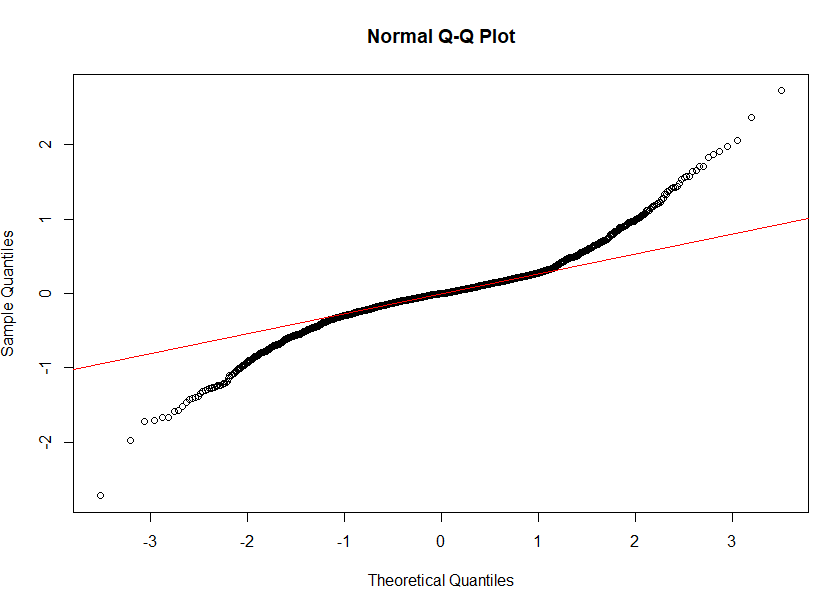 Normal Q-Q Plot
Sample Quantiles
2
1
0
-1
-2
-3 -2 -1 0 1 2 3
Theoretical Quantiles